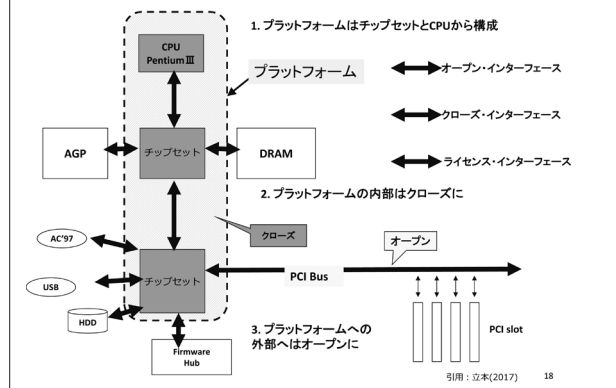 1. プラットフォームはチップセットとCPUから構成
CPU
Pentium Ⅲ
プラットフォーム
オープン・インターフェース
クローズ・インターフェース
ライセンス・インターフェース
AGP
チップセット
DRAM
2. プラットフォームの内部はクローズに
クローズ
オープン
AC'97
USB
HDD
チップセット
PCI Bus
3. プラットフォームへの
外部へはオープンに
Firmware
Hub
PCI slot
引用：立本(2017)
18